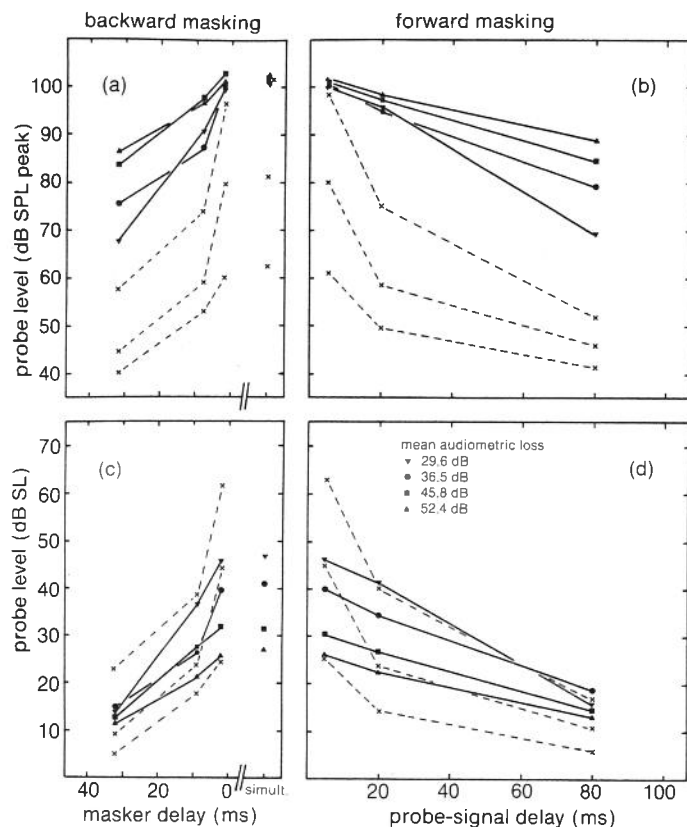 backward masking
forward masking
(a)
(b)
probe level (dB SPL peak)
100
90
80
70
60
50
40
(c)
(d)
mean audiometric loss
29.6 dB
36.5 dB
45.8 dB
52.4 dB
probe level (dB SL)
70
60
50
40
30
20
10
0
40 20 0 simult.
20 40 60 80 100
masker delay (ms)
probe-signal delay (ms)